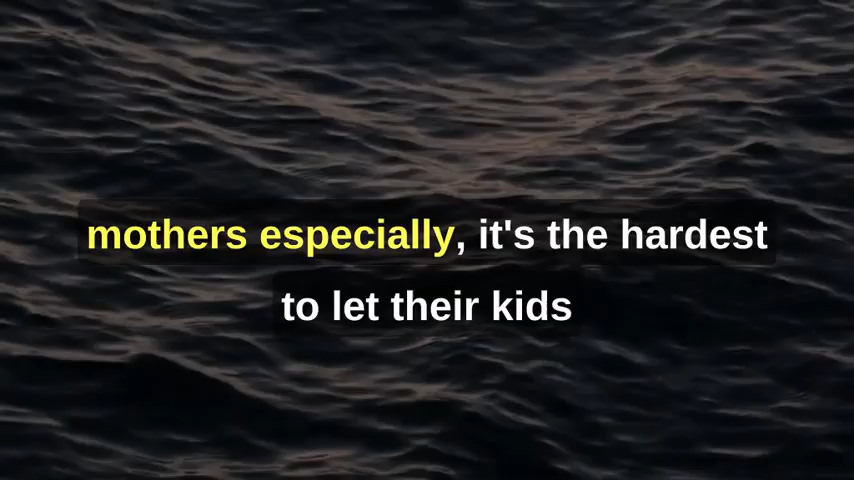 mothers especially, it's the hardest
to let their kids